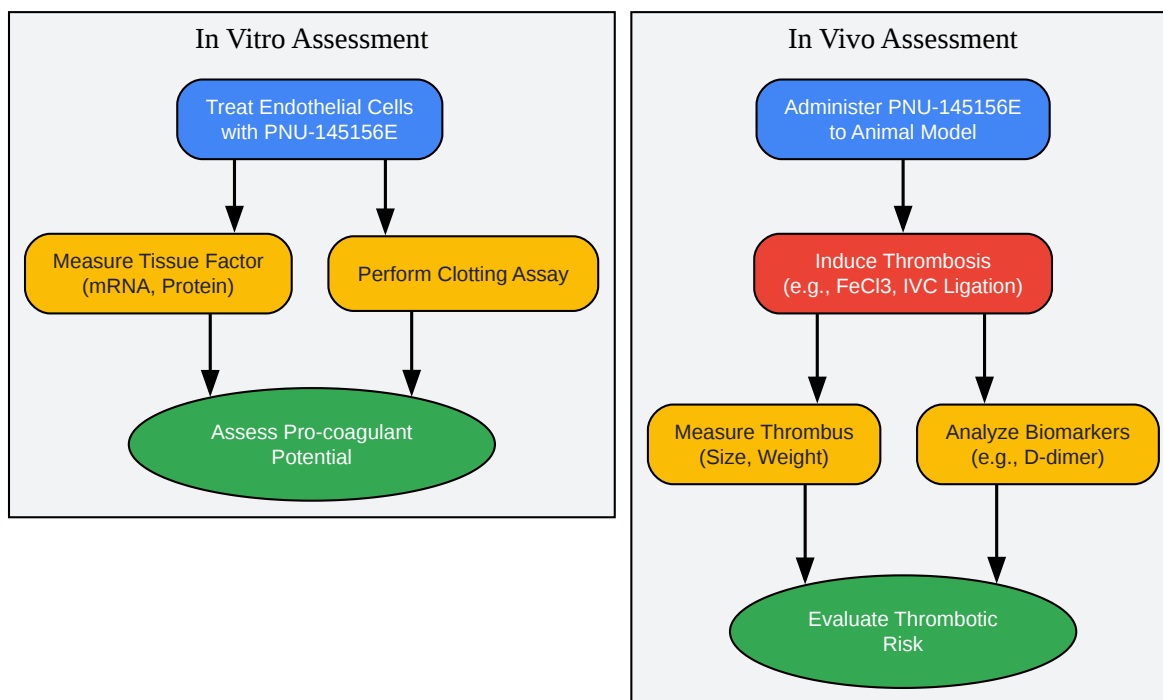 In Vitro Assessment
Treat Endothelial Cells
with PNU-145156E
Measure Tissue Factor
(mRNA, Protein)
Perform Clotting Assay
Assess Pro-coagulant
Potential
In Vivo Assessment
Administer PNU-145156E
to Animal Model
Induce Thrombosis
(e.g., FeCl3, IVC Ligation)
Measure Thrombus
(Size, Weight)
Analyze Biomarkers
(e.g., D-dimer)
Evaluate Thrombotic
Risk